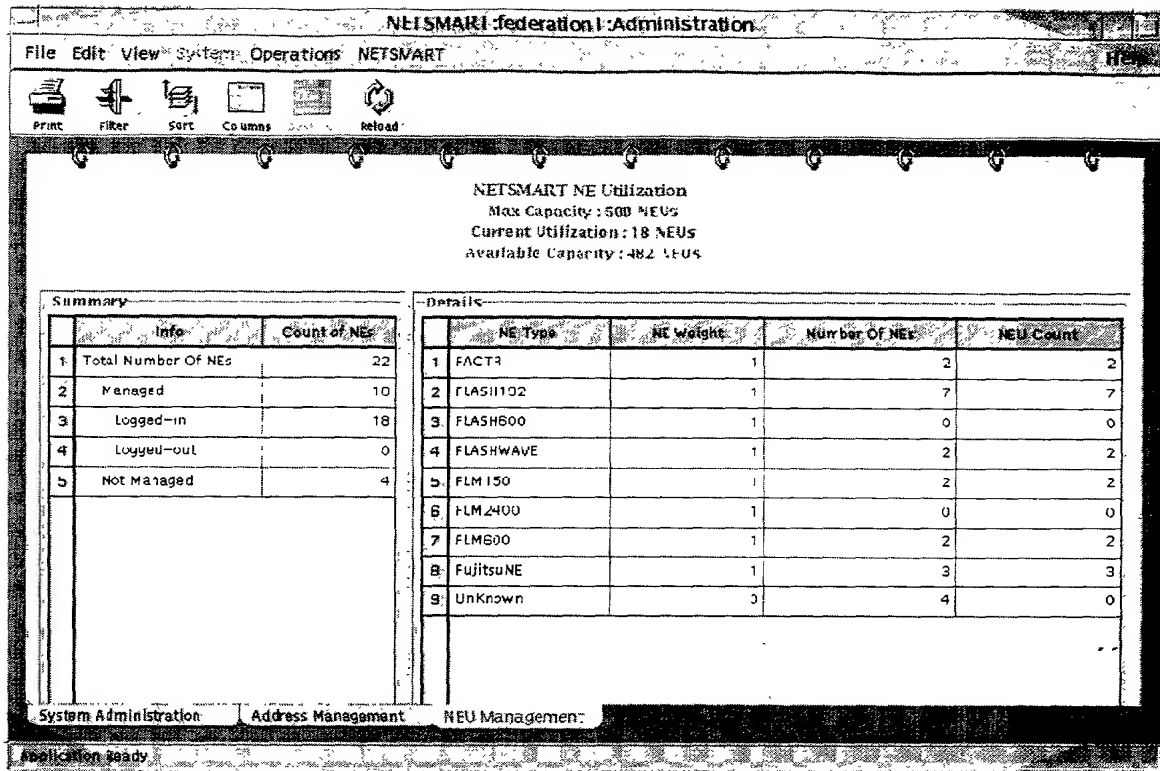 NETSMART :federation1 :Administration
File Edit View System Operations NETSMART Help
Print Filter Sort Columns Reload
NETSMART NE Utilization
Max Capacity : 500 NEUs
Current Utilization : 18 NEUs
Available Capacity : 482 NEUs
Summary
Info Count of NEs
1 Total Number Of NEs 22
2 Managed 10
3 Logged-in 18
4 Logged-out 0
5 Not Managed 4
Details
NE Type NE Weight Number Of NEs NEU Count
1 FACTR 1 2 2
2 FLASH192 1 7 7
3 FLASH600 1 0 0
4 FLASHWAVE 1 2 2
5 FLM150 1 2 2
6 FLM2400 1 0 0
7 FLM600 1 2 2
8 FujitsuNE 1 3 3
9 UnKnown 0 4 0
System Administration Address Management NEU Management
Application Ready